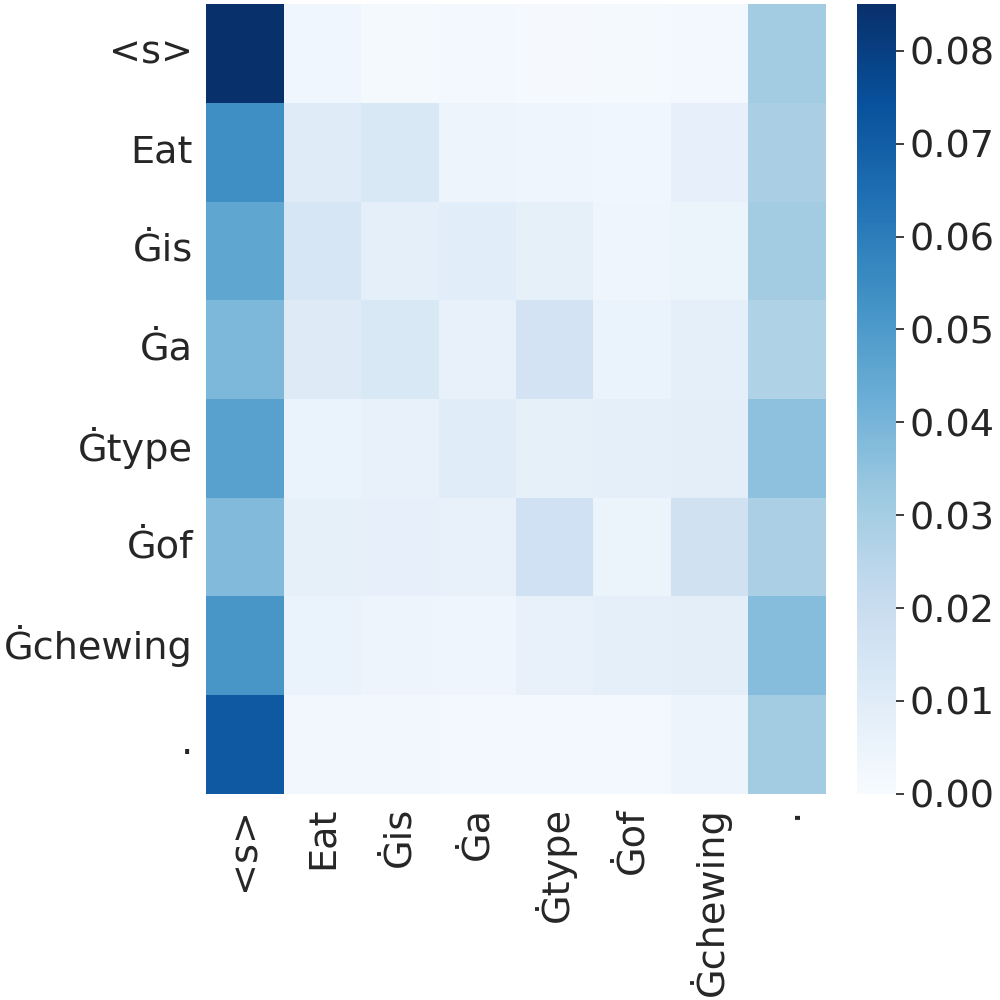 <s>
Eat
Ġis
Ġa
Ġtype
Ġof
Ġchewing
.
<s>
Eat
Ġis
Ġa
Ġtype
Ġof
Ġchewing
.
0.08
0.07
0.06
0.05
0.04
0.03
0.02
0.01
0.00